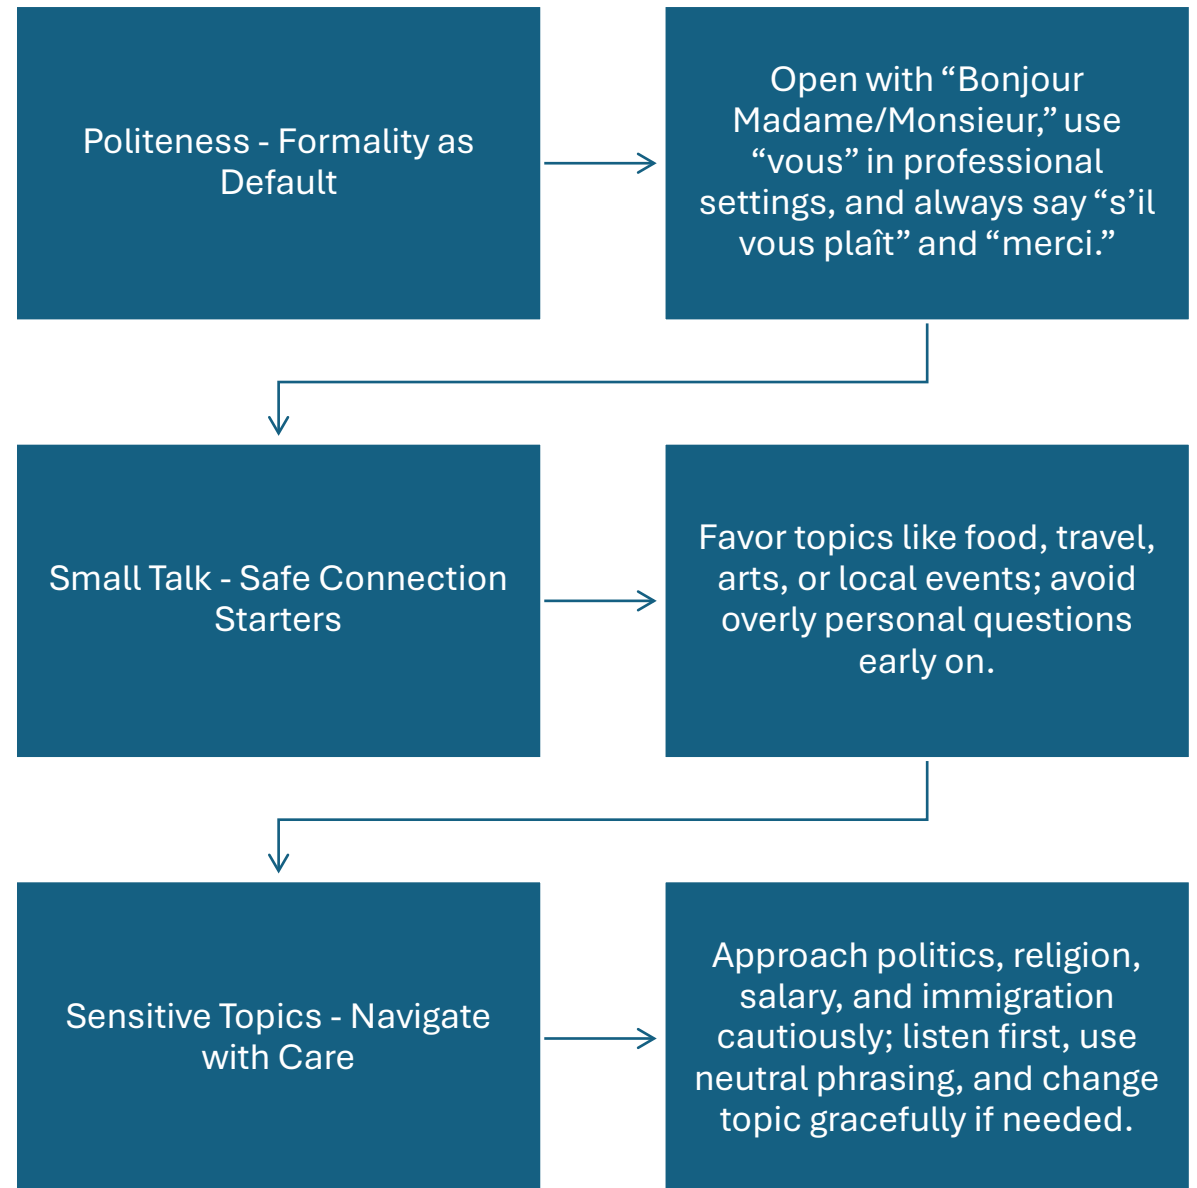 Politeness - Formality as
Default
Open with “Bonjour
Madame/Monsieur,” use
“vous” in professional
settings, and always say “s’il
vous plaît” and “merci.”
Small Talk - Safe Connection
Starters
Favor topics like food, travel,
arts, or local events; avoid
overly personal questions
early on.
Sensitive Topics - Navigate
with Care
Approach politics, religion,
salary, and immigration
cautiously; listen first, use
neutral phrasing, and change
topic gracefully if needed.